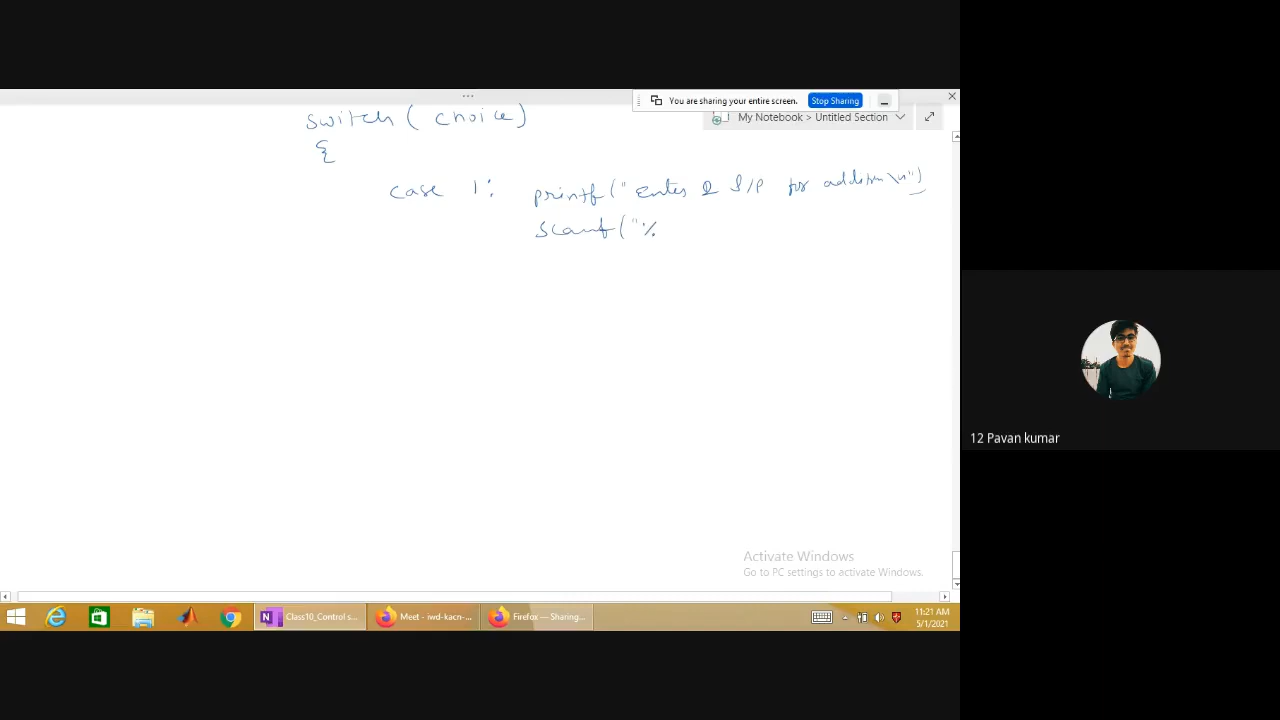 You are sharing your entire screen. Stop Sharing
switch ( choice )
My Notebook > Untitled Section
{
case 1: printf(" Enter 2 I/P for addition \n")
scanf("%
12 Pavan kumar
Activate Windows
Go to PC settings to activate Windows.
Class10_Control s...
Meet - iwd-kacn-...
Firefox — Sharing...
11:21 AM
5/1/2021